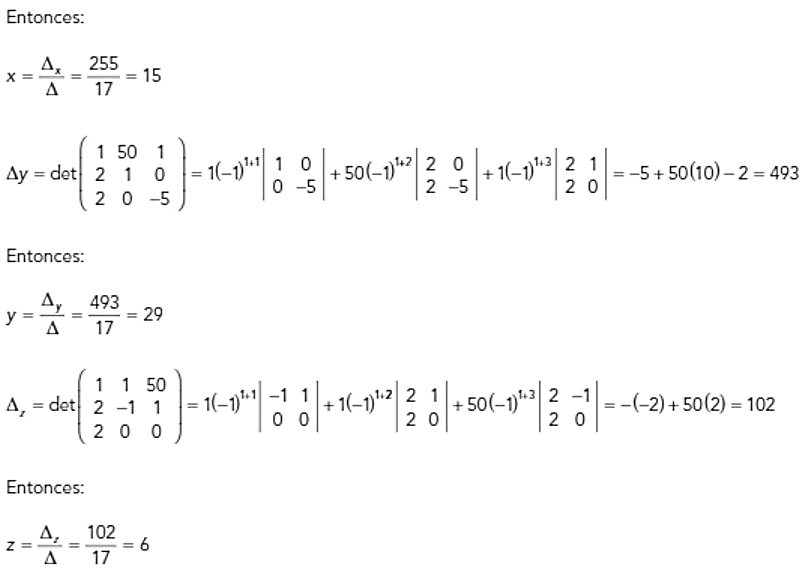 Entonces:
x = Δₓ/Δ = 255/17 = 15
Δy = det( 1 50 1 ; 2 1 0 ; 2 0 −5 ) = 1(−1)¹⁺¹ | 1 0 ; 0 −5 | + 50(−1)¹⁺² | 2 0 ; 2 −5 | + 1(−1)¹⁺³ | 2 1 ; 2 0 | = −5 + 50(10) − 2 = 493
Entonces:
y = Δ_y/Δ = 493/17 = 29
Δ_z = det( 1 1 50 ; 2 −1 1 ; 2 0 0 ) = 1(−1)¹⁺¹ | −1 1 ; 0 0 | + 1(−1)¹⁺² | 2 1 ; 2 0 | + 50(−1)¹⁺³ | 2 −1 ; 2 0 | = −(−2) + 50(2) = 102
Entonces:
z = Δ_z/Δ = 102/17 = 6